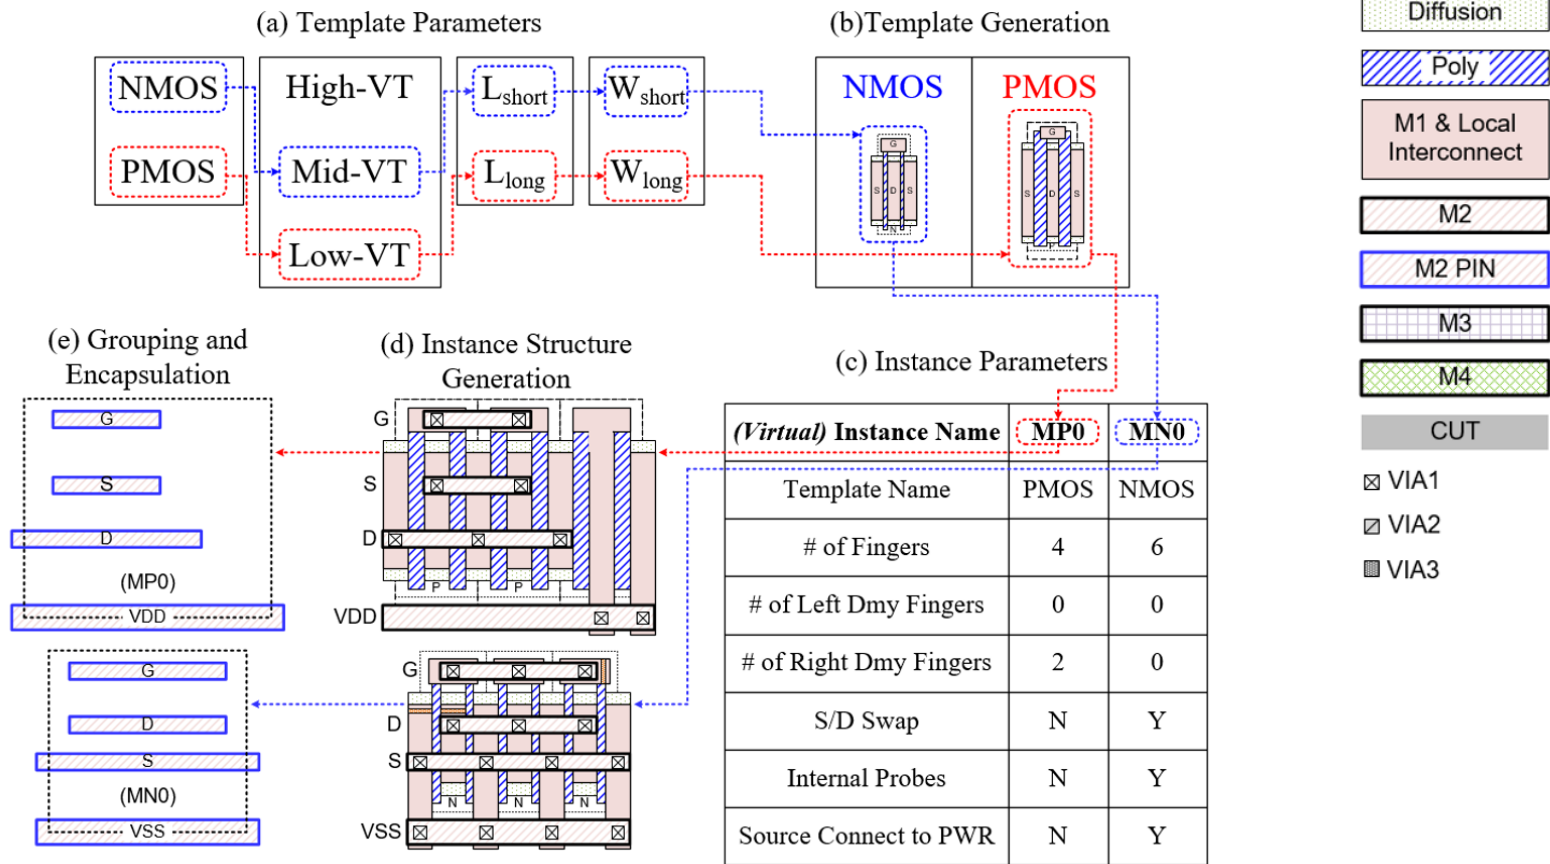 (a) Template Parameters
NMOS
PMOS
High-VT
Mid-VT
Low-VT
Lshort
Llong
Wshort
Wlong
(b)Template Generation
NMOS
PMOS
G
S D S
N
G
S D S
P
Diffusion
Poly
M1 & Local
Interconnect
M2
M2 PIN
M3
M4
CUT
VIA1
VIA2
VIA3
(e) Grouping and
Encapsulation
G
S
D
(MP0)
VDD
G
D
S
(MN0)
VSS
(d) Instance Structure
Generation
G
S
D
P P
VDD
G
D
S
N N N
VSS
(c) Instance Parameters
(Virtual) Instance Name MP0 MN0
Template Name PMOS NMOS
# of Fingers 4 6
# of Left Dmy Fingers 0 0
# of Right Dmy Fingers 2 0
S/D Swap N Y
Internal Probes N Y
Source Connect to PWR N Y